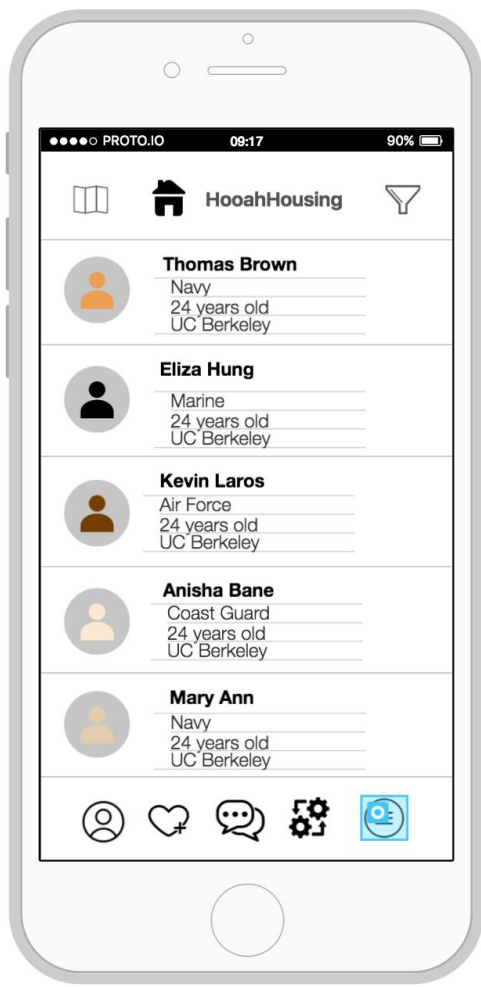 PROTO.IO 09:17 90%
HooahHousing
Thomas Brown
Navy
24 years old
UC Berkeley
Eliza Hung
Marine
24 years old
UC Berkeley
Kevin Laros
Air Force
24 years old
UC Berkeley
Anisha Bane
Coast Guard
24 years old
UC Berkeley
Mary Ann
Navy
24 years old
UC Berkeley